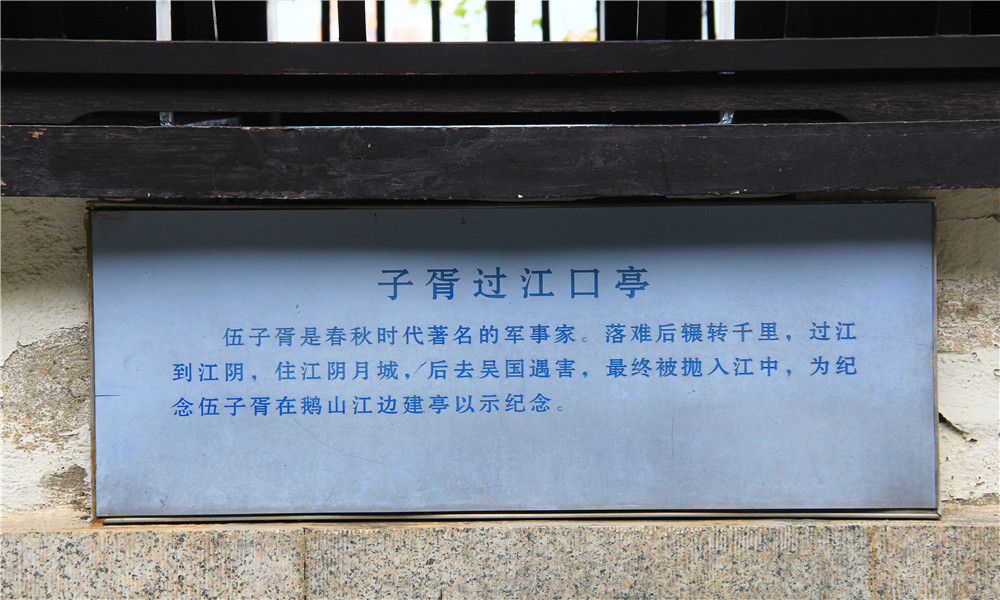 子胥过江口亭
伍子胥是春秋时代著名的军事家。落难后辗转千里，过江
到江阴，住江阴月城，后去吴国遇害，最终被抛入江中，为纪
念伍子胥在鹅山江边建亭以示纪念。